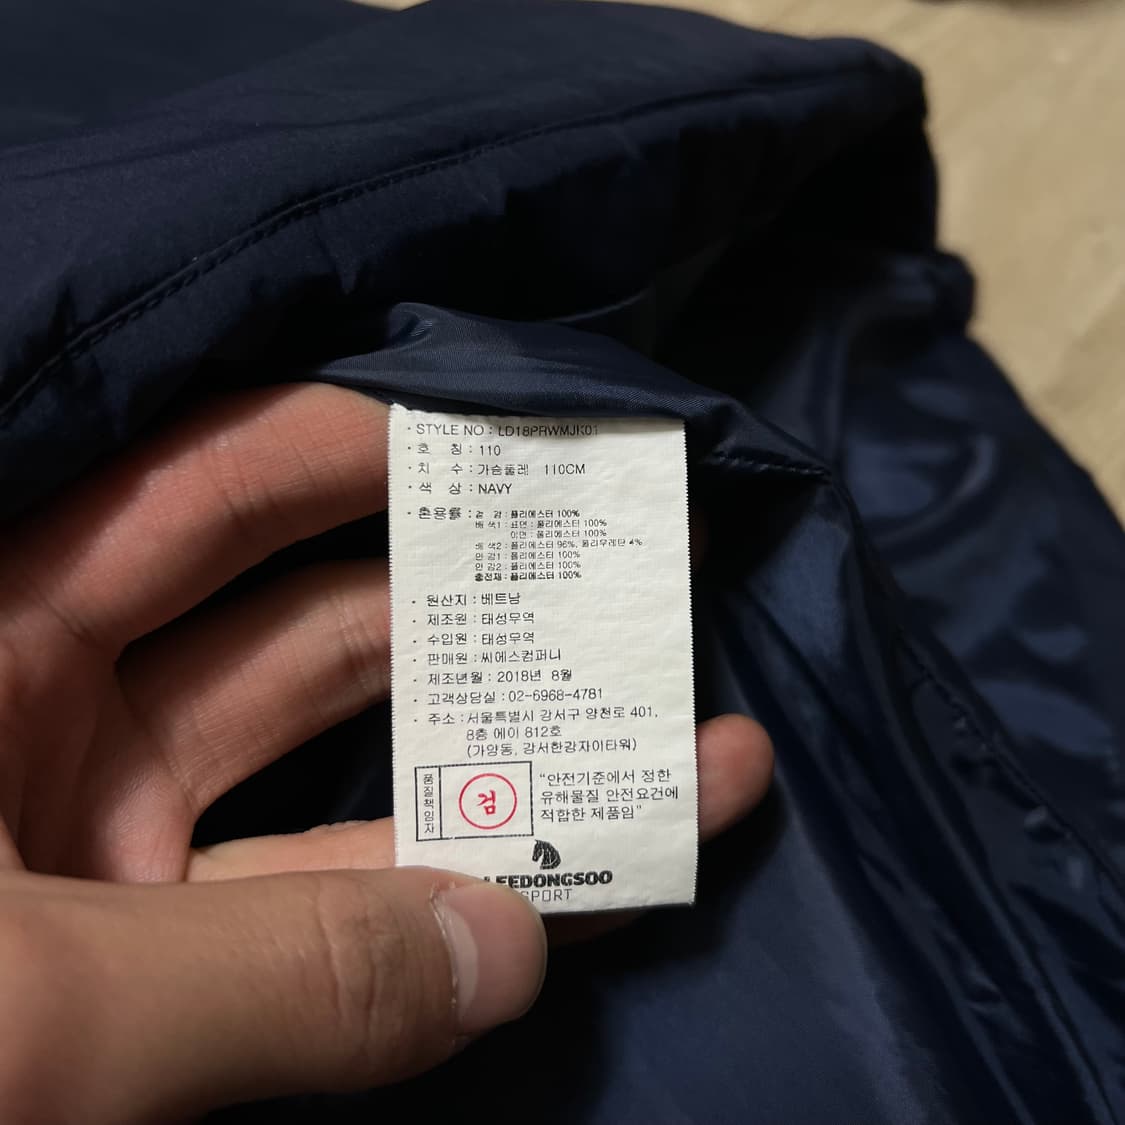 · STYLE NO : LD18PRWMJK01
· 호 칭 : 110
· 치 수 : 가슴둘레 110CM
· 색 상 : NAVY
· 혼용률 : 겉 감 : 폴리에스터 100%
배 색1 : 표면 : 폴리에스터 100%
이면 : 폴리에스터 100%
배 색2 : 폴리에스터 96%, 폴리우레탄 4%
안 감1 : 폴리에스터 100%
안 감2 : 폴리에스터 100%
충전재 : 폴리에스터 100%
· 원산지 : 베트남
· 제조원 : 태성무역
· 수입원 : 태성무역
· 판매원 : 씨에스컴퍼니
· 제조년월 : 2018년 8월
· 고객상담실 : 02-6968-4781
· 주소 : 서울특별시 강서구 양천로 401,
8층 에이 812호
(가양동, 강서한강자이타워)
품질책임자
검
"안전기준에서 정한
유해물질 안전요건에
적합한 제품임"
LEEDONGSOO
SPORT